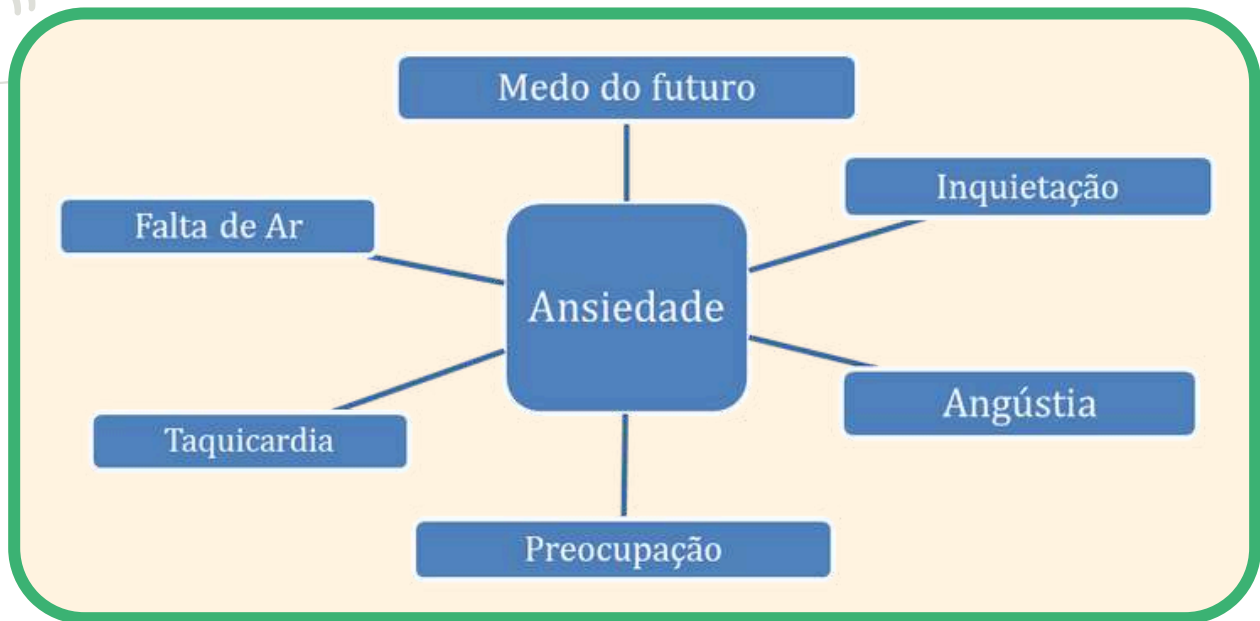 Medo do futuro
Inquietação
Falta de Ar
Ansiedade
Angústia
Taquicardia
Preocupação